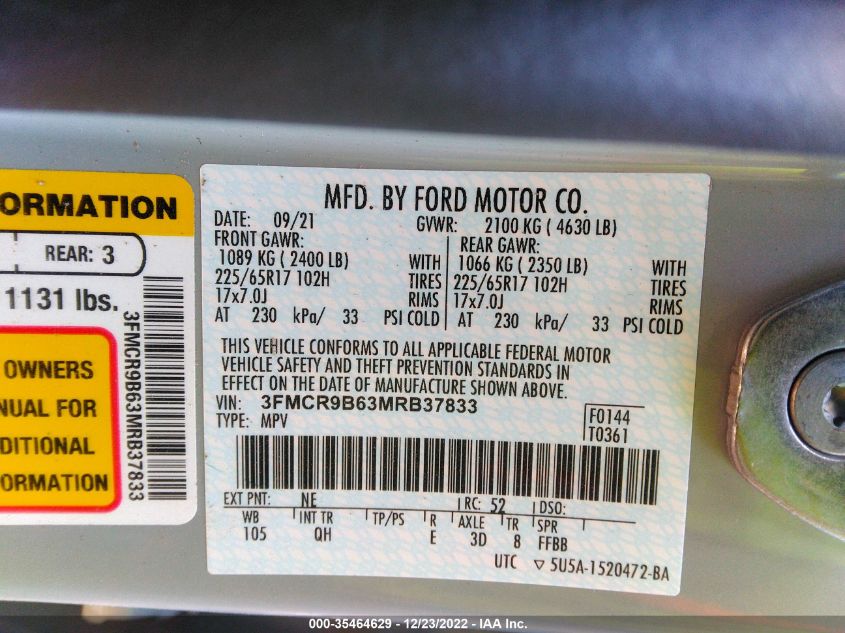 ORMATION
REAR: 3
1131 lbs.
OWNERS
NUAL FOR
DITIONAL
ORMATION
3FMCR9B63MRB37833
MFD. BY FORD MOTOR CO.
DATE: 09/21 GVWR: 2100 KG ( 4630 LB)
FRONT GAWR: REAR GAWR:
1089 KG ( 2400 LB) WITH 1066 KG ( 2350 LB) WITH
225/65R17 102H TIRES 225/65R17 102H TIRES
17x7.0J RIMS 17x7.0J RIMS
AT 230 kPa/ 33 PSI COLD AT 230 kPa/ 33 PSI COLD
THIS VEHICLE CONFORMS TO ALL APPLICABLE FEDERAL MOTOR
VEHICLE SAFETY AND THEFT PREVENTION STANDARDS IN
EFFECT ON THE DATE OF MANUFACTURE SHOWN ABOVE.
VIN: 3FMCR9B63MRB37833
TYPE: MPV
F0144
T0361
EXT PNT: NE RC: 52 DSO:
WB INT TR TP/PS R AXLE TR SPR
105 QH E 3D 8 FFBB
UTC ▽ 5U5A-1520472-BA
000-35464629 - 12/23/2022 - IAA Inc.